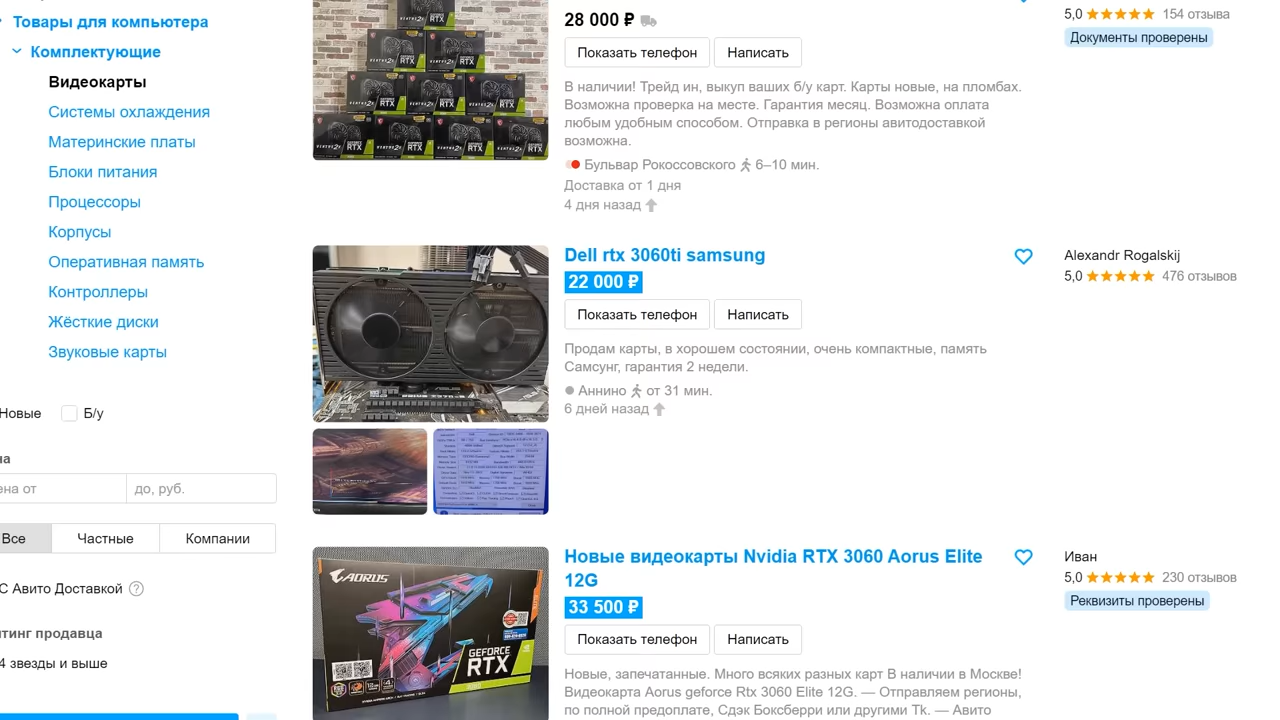 Товары для компьютера
Комплектующие
Видеокарты
Системы охлаждения
Материнские платы
Блоки питания
Процессоры
Корпусы
Оперативная память
Контроллеры
Жёсткие диски
Звуковые карты
Новые
Б/у
до, руб.
Все
Частные
Компании
С Авито Доставкой
4 звезды и выше
28 000 ₽
Показать телефон
Написать
В наличии! Трейд ин, выкуп ваших б/у карт. Карты новые, на пломбах.
Возможна проверка на месте. Гарантия месяц. Возможна оплата
любым удобным способом. Отправка в регионы авитодоставкой
возможна.
Бульвар Рокоссовского 6–10 мин.
Доставка от 1 дня
4 дня назад
5,0 154 отзыва
Документы проверены
Dell rtx 3060ti samsung
22 000 ₽
Показать телефон
Написать
Продам карты, в хорошем состоянии, очень компактные, память
Самсунг, гарантия 2 недели.
Аннино от 31 мин.
6 дней назад
Alexandr Rogalskij
5,0 476 отзывов
AORUS
GEFORCE
RTX
Новые видеокарты Nvidia RTX 3060 Aorus Elite
12G
33 500 ₽
Показать телефон
Написать
Новые, запечатанные. Много всяких разных карт В наличии в Москве!
Видеокарта Aorus geforce Rtx 3060 Elite 12G. — Отправляем регионы,
по полной предоплате, Сдэк Боксберри или другими Tk. — Авито
Иван
5,0 230 отзывов
Реквизиты проверены